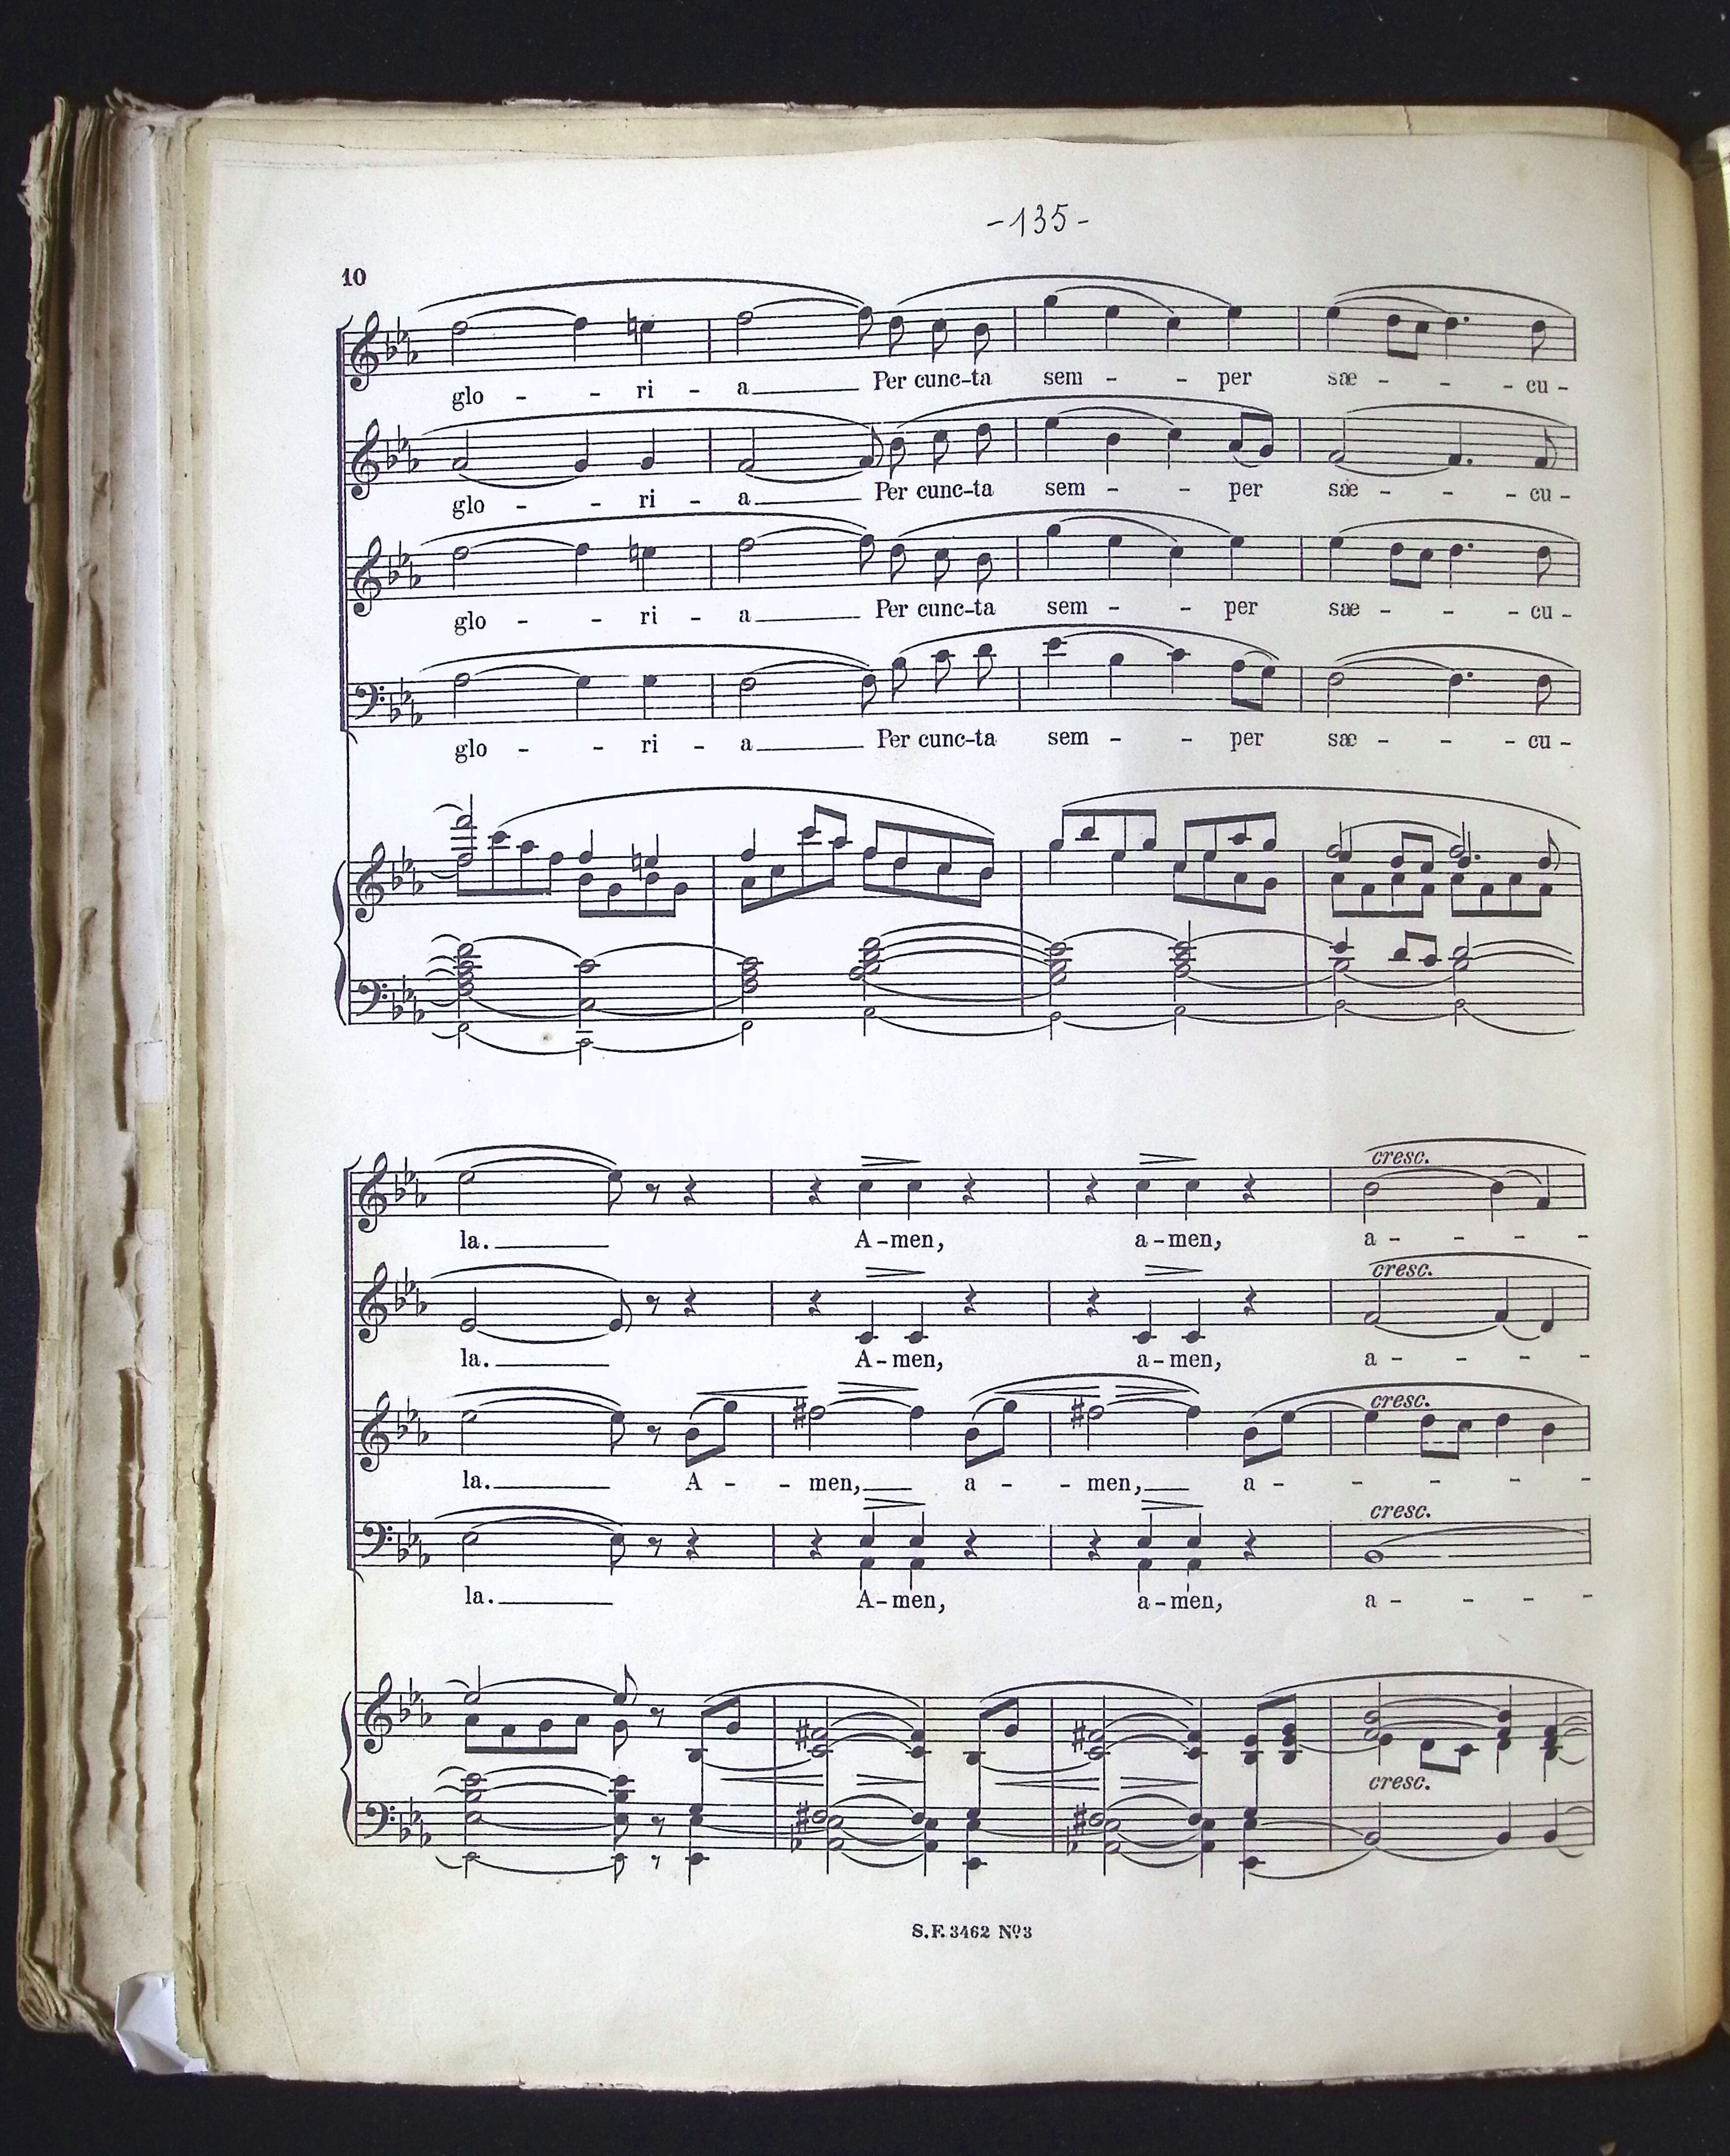 -135-
10
glo - - ri - a Per cunc-ta sem - - per sæ - - - cu -
glo - - ri - a Per cunc-ta sem - - per sæ - - - cu -
glo - - ri - a Per cunc-ta sem - - per sæ - - - cu -
glo - - ri - a Per cunc-ta sem - - per sæ - - - cu -
cresc.
la. A-men, a-men, a - - - -
cresc.
la. A-men, a-men, a - - - -
cresc.
la. A - - men, a - - men, a - - - - - -
cresc.
la. A-men, a-men, a - - - -
cresc.
S.F. 3462 Nº 3